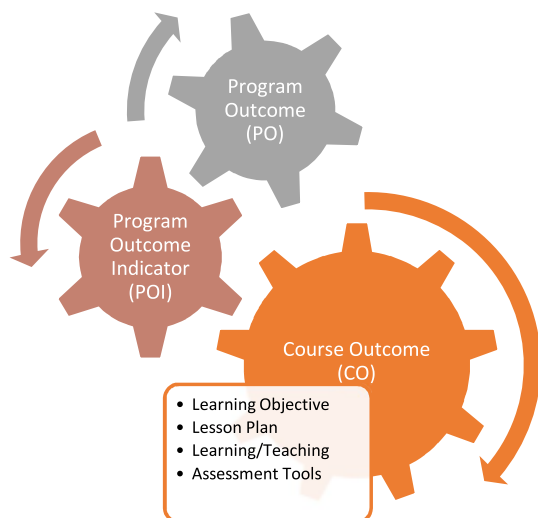 Program
Outcome
(PO)
Program
Outcome
Indicator
(POI)
Course Outcome
(CO)
• Learning Objective
• Lesson Plan
• Learning/Teaching
• Assessment Tools